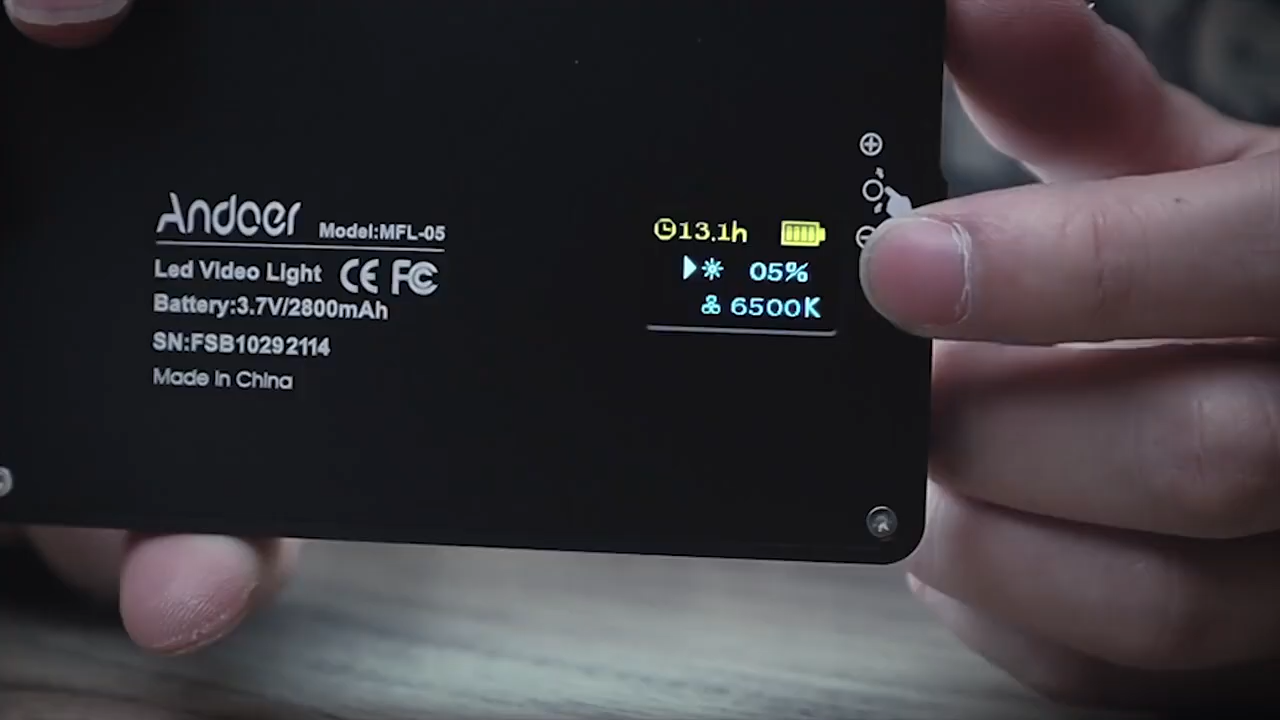 Andoer Model:MFL-05
Led Video Light CE FC
Battery:3.7V/2800mAh
SN:FSB10292114
Made in China
13.1h
05%
6500K